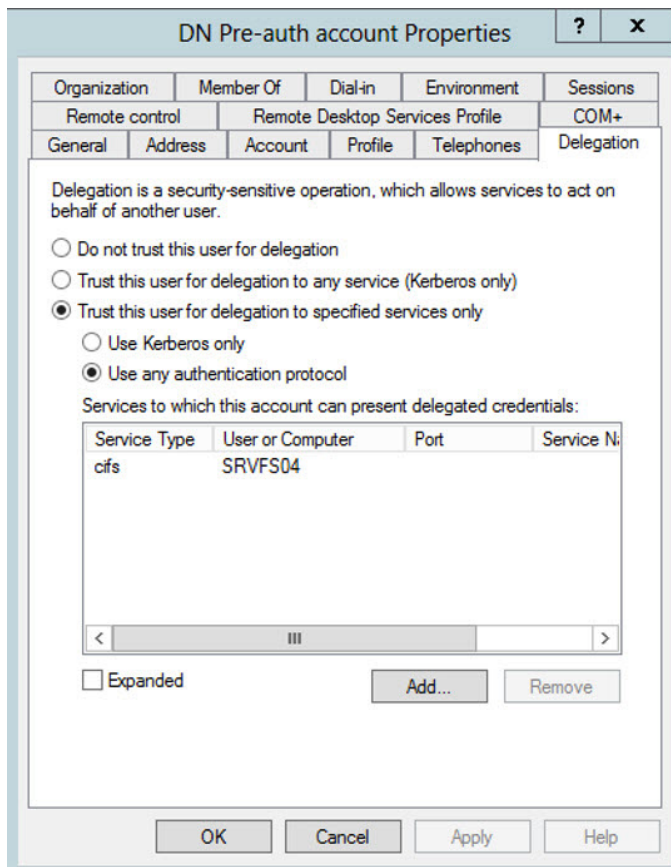 DN Pre-auth account Properties
? x
Organization Member Of Dial-in Environment Sessions
Remote control Remote Desktop Services Profile COM+
General Address Account Profile Telephones Delegation
Delegation is a security-sensitive operation, which allows services to act on
behalf of another user.
Do not trust this user for delegation
Trust this user for delegation to any service (Kerberos only)
Trust this user for delegation to specified services only
Use Kerberos only
Use any authentication protocol
Services to which this account can present delegated credentials:
Service Type User or Computer Port Service Na
cifs SRVFS04
Expanded Add... Remove
OK Cancel Apply Help